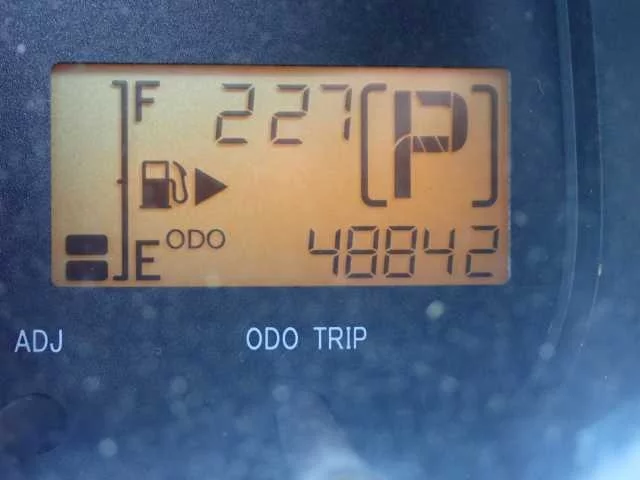 F 227 [P]
ODO
E 48842
ADJ ODO TRIP